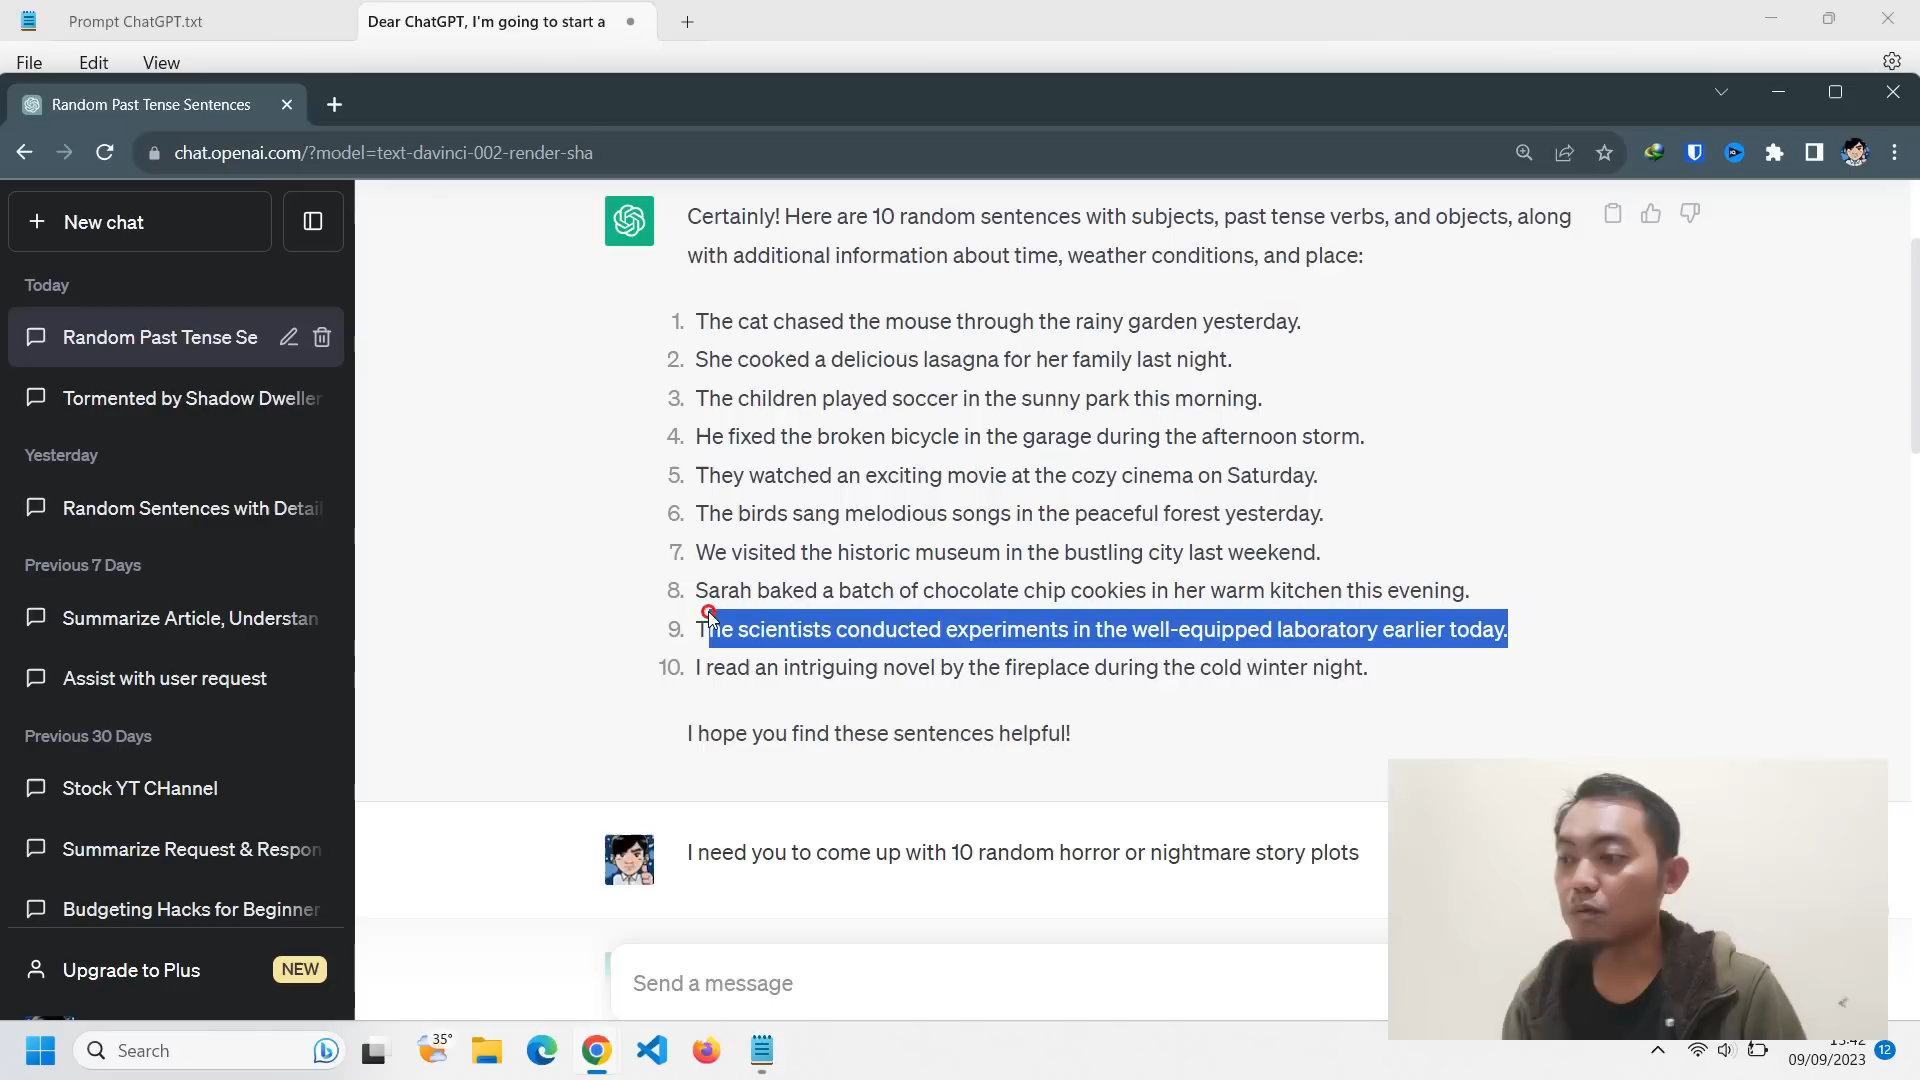 Prompt ChatGPT.txt
Dear ChatGPT, I'm going to start a
File Edit View
Random Past Tense Sentences
chat.openai.com/?model=text-davinci-002-render-sha
New chat
Today
Random Past Tense Se
Tormented by Shadow Dweller
Yesterday
Random Sentences with Detail
Previous 7 Days
Summarize Article, Understan
Assist with user request
Previous 30 Days
Stock YT CHannel
Summarize Request & Respon
Budgeting Hacks for Beginner
Upgrade to Plus NEW
Certainly! Here are 10 random sentences with subjects, past tense verbs, and objects, along
with additional information about time, weather conditions, and place:
1. The cat chased the mouse through the rainy garden yesterday.
2. She cooked a delicious lasagna for her family last night.
3. The children played soccer in the sunny park this morning.
4. He fixed the broken bicycle in the garage during the afternoon storm.
5. They watched an exciting movie at the cozy cinema on Saturday.
6. The birds sang melodious songs in the peaceful forest yesterday.
7. We visited the historic museum in the bustling city last weekend.
8. Sarah baked a batch of chocolate chip cookies in her warm kitchen this evening.
9. The scientists conducted experiments in the well-equipped laboratory earlier today.
10. I read an intriguing novel by the fireplace during the cold winter night.
I hope you find these sentences helpful!
I need you to come up with 10 random horror or nightmare story plots
Send a message
Search
35°
09/09/2023
12